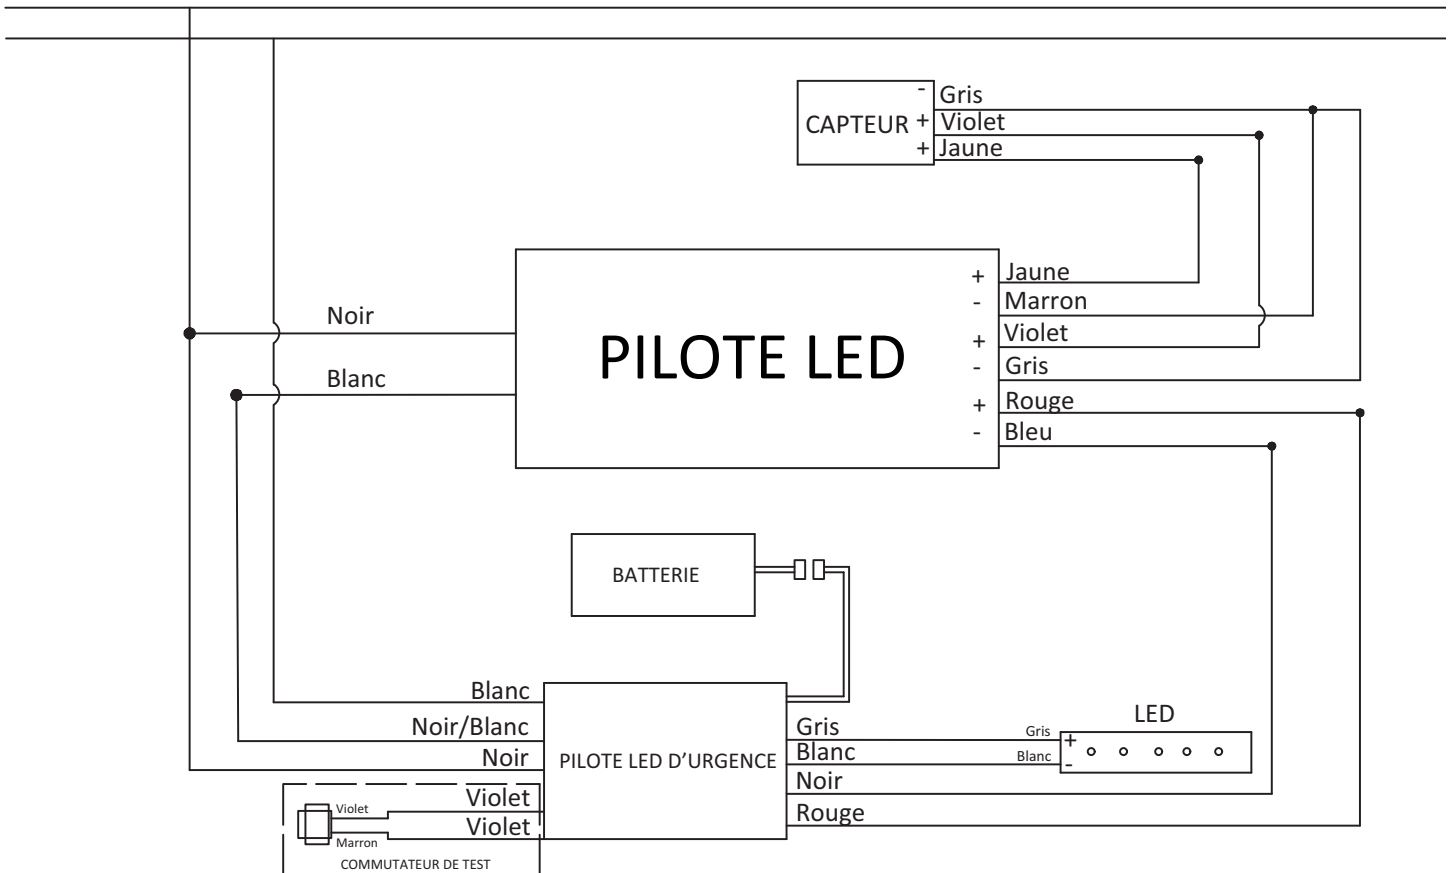 - Gris
CAPTEUR + Violet
+ Jaune
+ Jaune
- Marron
+ Violet
- Gris
+ Rouge
- Bleu
Noir
Blanc
PILOTE LED
BATTERIE
Blanc
Noir/Blanc
Noir
Violet
Violet
PILOTE LED D'URGENCE
Gris
Blanc
Noir
Rouge
LED
Gris +
Blanc -
Violet
Marron
COMMUTATEUR DE TEST